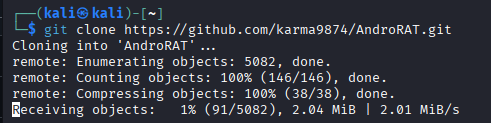 ┌──(kali㉿kali)-[~]
└─$ git clone https://github.com/karma9874/AndroRAT.git
Cloning into 'AndroRAT'...
remote: Enumerating objects: 5082, done.
remote: Counting objects: 100% (146/146), done.
remote: Compressing objects: 100% (38/38), done.
Receiving objects:   1% (91/5082), 2.04 MiB | 2.01 MiB/s